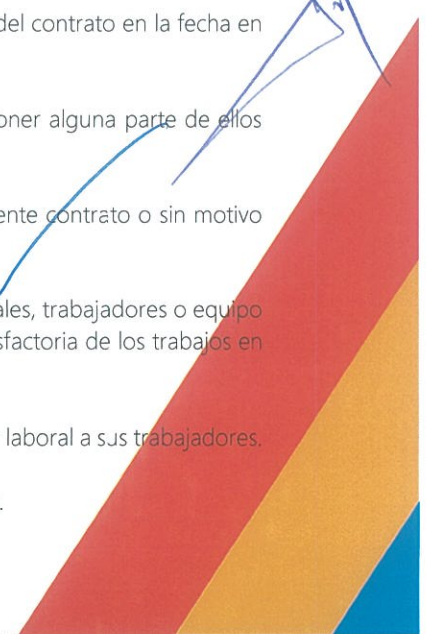 del contrato en la fecha en
oner alguna parte de ellos
ente contrato o sin motivo
ales, trabajadores o equipo
sfactoria de los trabajos en
laboral a sus trabajadores.
.